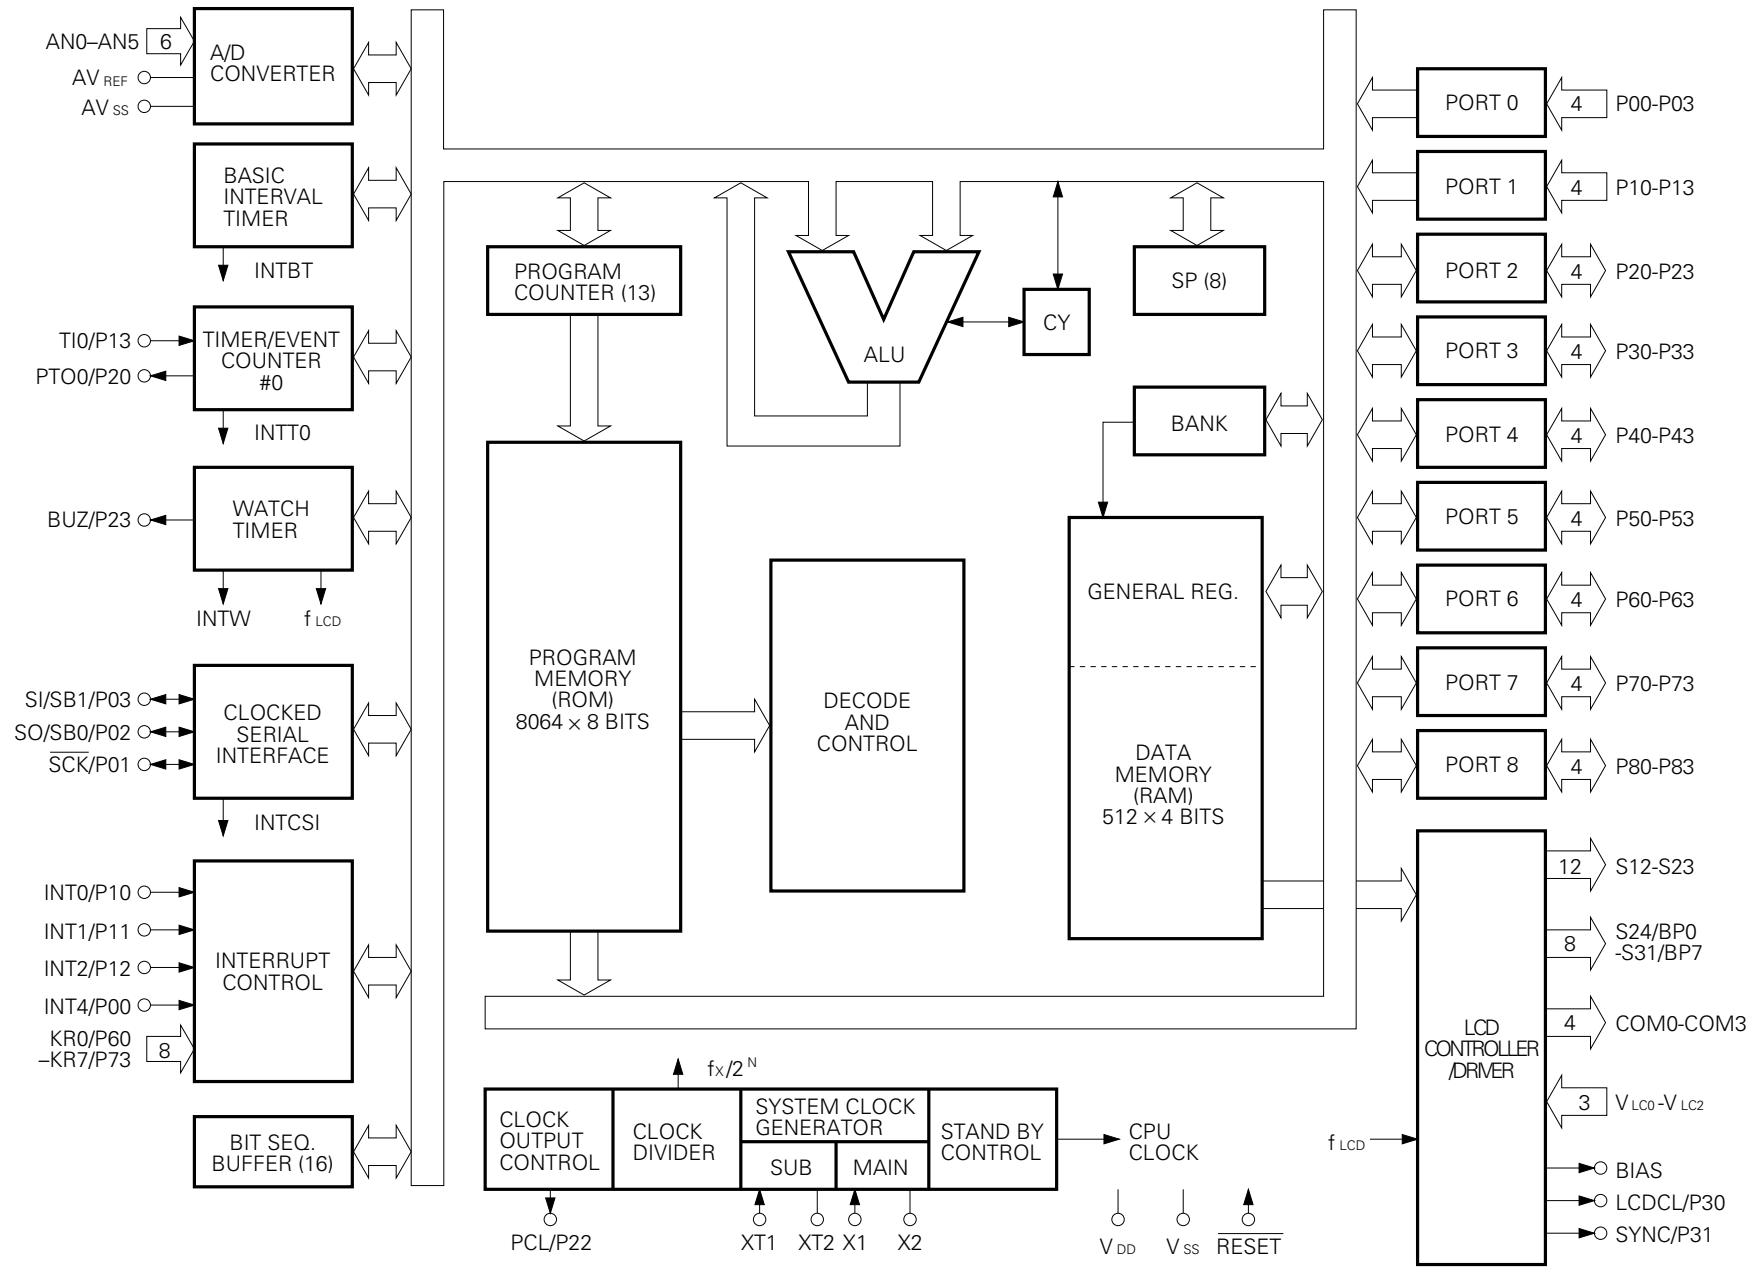 AN0–AN5
6
A/D
CONVERTER
AV REF
AV SS
BASIC
INTERVAL
TIMER
INTBT
TI0/P13
PTO0/P20
TIMER/EVENT
COUNTER
#0
INTT0
BUZ/P23
WATCH
TIMER
INTW
f LCD
SI/SB1/P03
SO/SB0/P02
SCK/P01
CLOCKED
SERIAL
INTERFACE
INTCSI
INT0/P10
INT1/P11
INT2/P12
INT4/P00
KR0/P60
–KR7/P73
8
INTERRUPT
CONTROL
BIT SEQ.
BUFFER (16)
PROGRAM
COUNTER (13)
ALU
CY
SP (8)
BANK
GENERAL REG.
PROGRAM
MEMORY
(ROM)
8064 × 8 BITS
DECODE
AND
CONTROL
DATA
MEMORY
(RAM)
512 × 4 BITS
fX/2 N
CLOCK
OUTPUT
CONTROL
CLOCK
DIVIDER
SYSTEM CLOCK
GENERATOR
SUB
MAIN
STAND BY
CONTROL
CPU
CLOCK
PCL/P22
XT1
XT2
X1
X2
V DD
V SS
RESET
PORT 0
4
P00-P03
PORT 1
4
P10-P13
PORT 2
4
P20-P23
PORT 3
4
P30-P33
PORT 4
4
P40-P43
PORT 5
4
P50-P53
PORT 6
4
P60-P63
PORT 7
4
P70-P73
PORT 8
4
P80-P83
LCD
CONTROLLER
/DRIVER
12
S12-S23
8
S24/BP0
-S31/BP7
4
COM0-COM3
3
V LC0 -V LC2
f LCD
BIAS
LCDCL/P30
SYNC/P31